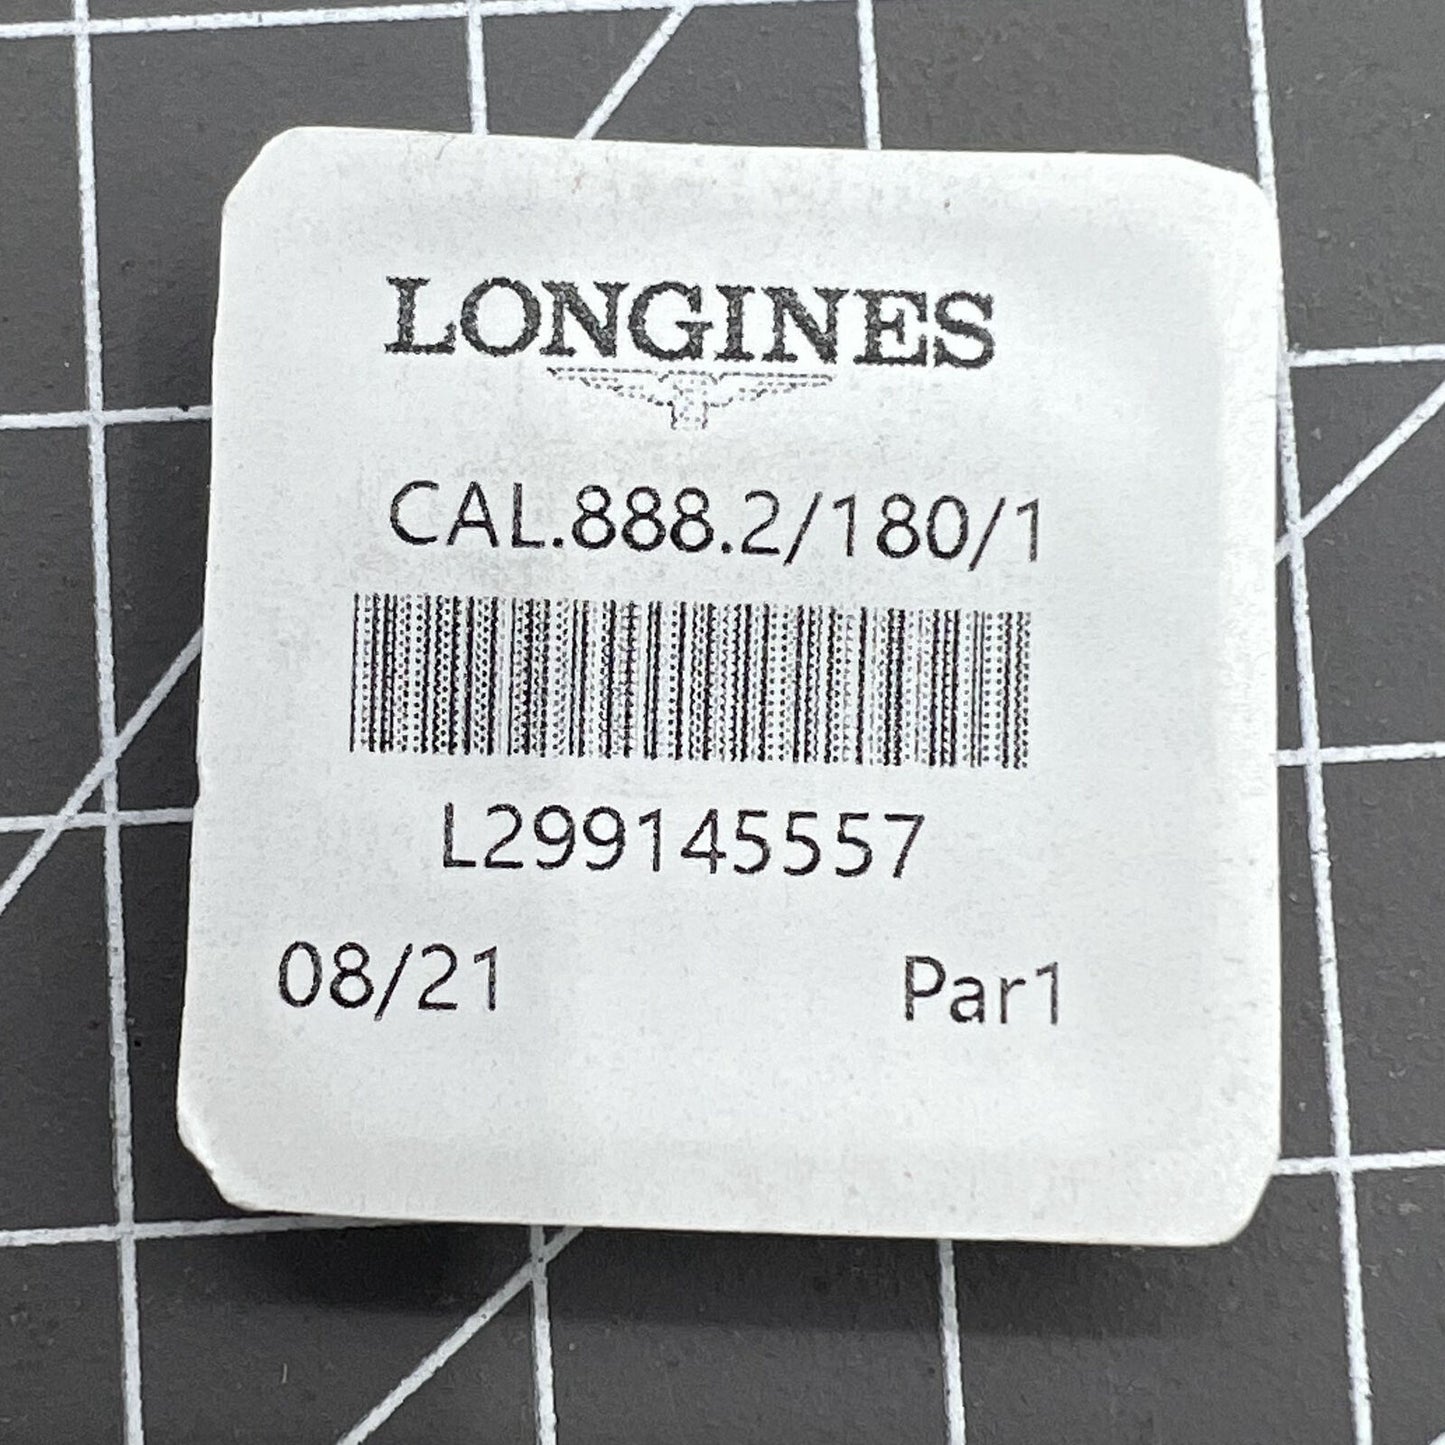 LONGINES
CAL.888.2/180/1
L299145557
08/21 Par1